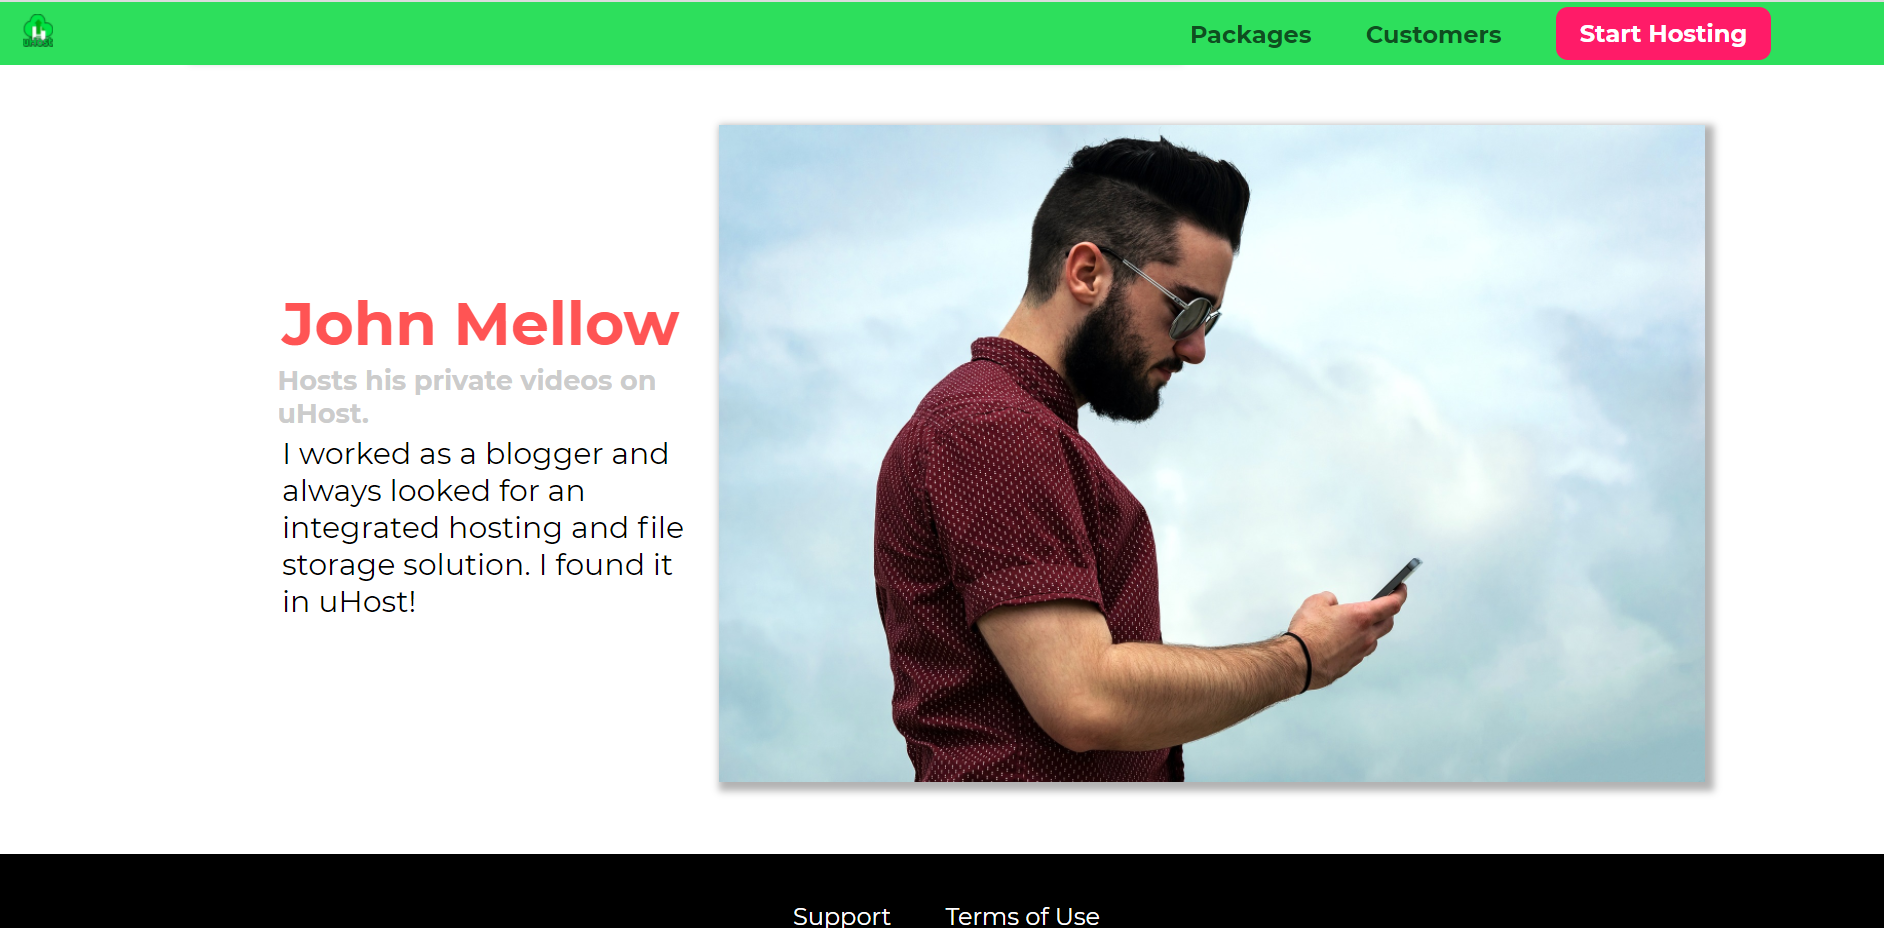 uHost
Packages Customers Start Hosting
John Mellow
Hosts his private videos on
uHost.
I worked as a blogger and
always looked for an
integrated hosting and file
storage solution. I found it
in uHost!
Support Terms of Use